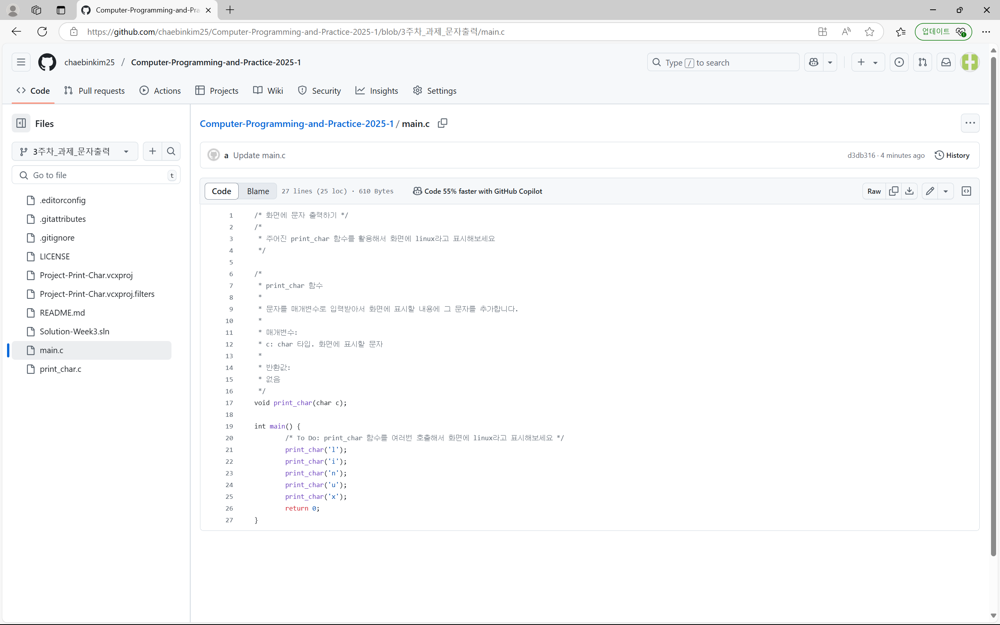 Computer-Programming-and-Pra
https://github.com/chaebinkim25/Computer-Programming-and-Practice-2025-1/blob/3주차_과제_문자출력/main.c
업데이트
chaebinkim25 / Computer-Programming-and-Practice-2025-1
Type / to search
Code Pull requests Actions Projects Wiki Security Insights Settings
Files
3주차_과제_문자출력
Go to file t
.editorconfig
.gitattributes
.gitignore
LICENSE
Project-Print-Char.vcxproj
Project-Print-Char.vcxproj.filters
README.md
Solution-Week3.sln
main.c
print_char.c
Computer-Programming-and-Practice-2025-1 / main.c
a Update main.c d3db316 · 4 minutes ago History
Code Blame 27 lines (25 loc) · 610 Bytes Code 55% faster with GitHub Copilot Raw
1 /* 화면에 문자 출력하기 */
2 /*
3  * 주어진 print_char 함수를 활용해서 화면에 linux라고 표시해보세요
4  */
5
6 /*
7  * print_char 함수
8  *
9  * 문자를 매개변수로 입력받아서 화면에 표시할 내용에 그 문자를 추가합니다.
10  *
11  * 매개변수:
12  * c: char 타입. 화면에 표시할 문자
13  *
14  * 반환값:
15  * 없음
16  */
17 void print_char(char c);
18
19 int main() {
20 /* To Do: print_char 함수를 여러번 호출해서 화면에 linux라고 표시해보세요 */
21 print_char('l');
22 print_char('i');
23 print_char('n');
24 print_char('u');
25 print_char('x');
26 return 0;
27 }